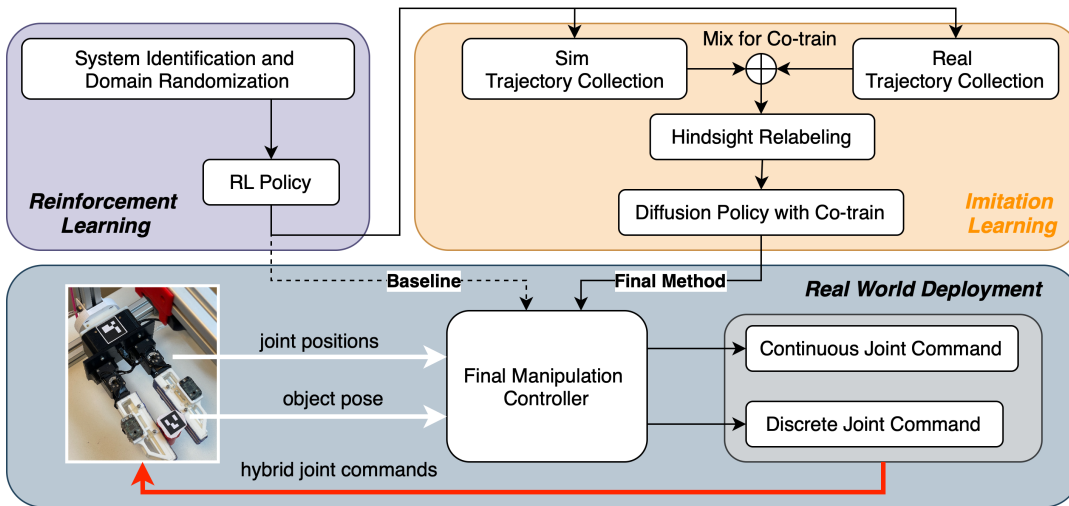 System Identification and
Domain Randomization
RL Policy
Reinforcement
Learning
Sim
Trajectory Collection
Mix for Co-train
Real
Trajectory Collection
Hindsight Relabeling
Diffusion Policy with Co-train
Imitation
Learning
Baseline
Final Method
Real World Deployment
joint positions
object pose
hybrid joint commands
Final Manipulation
Controller
Continuous Joint Command
Discrete Joint Command